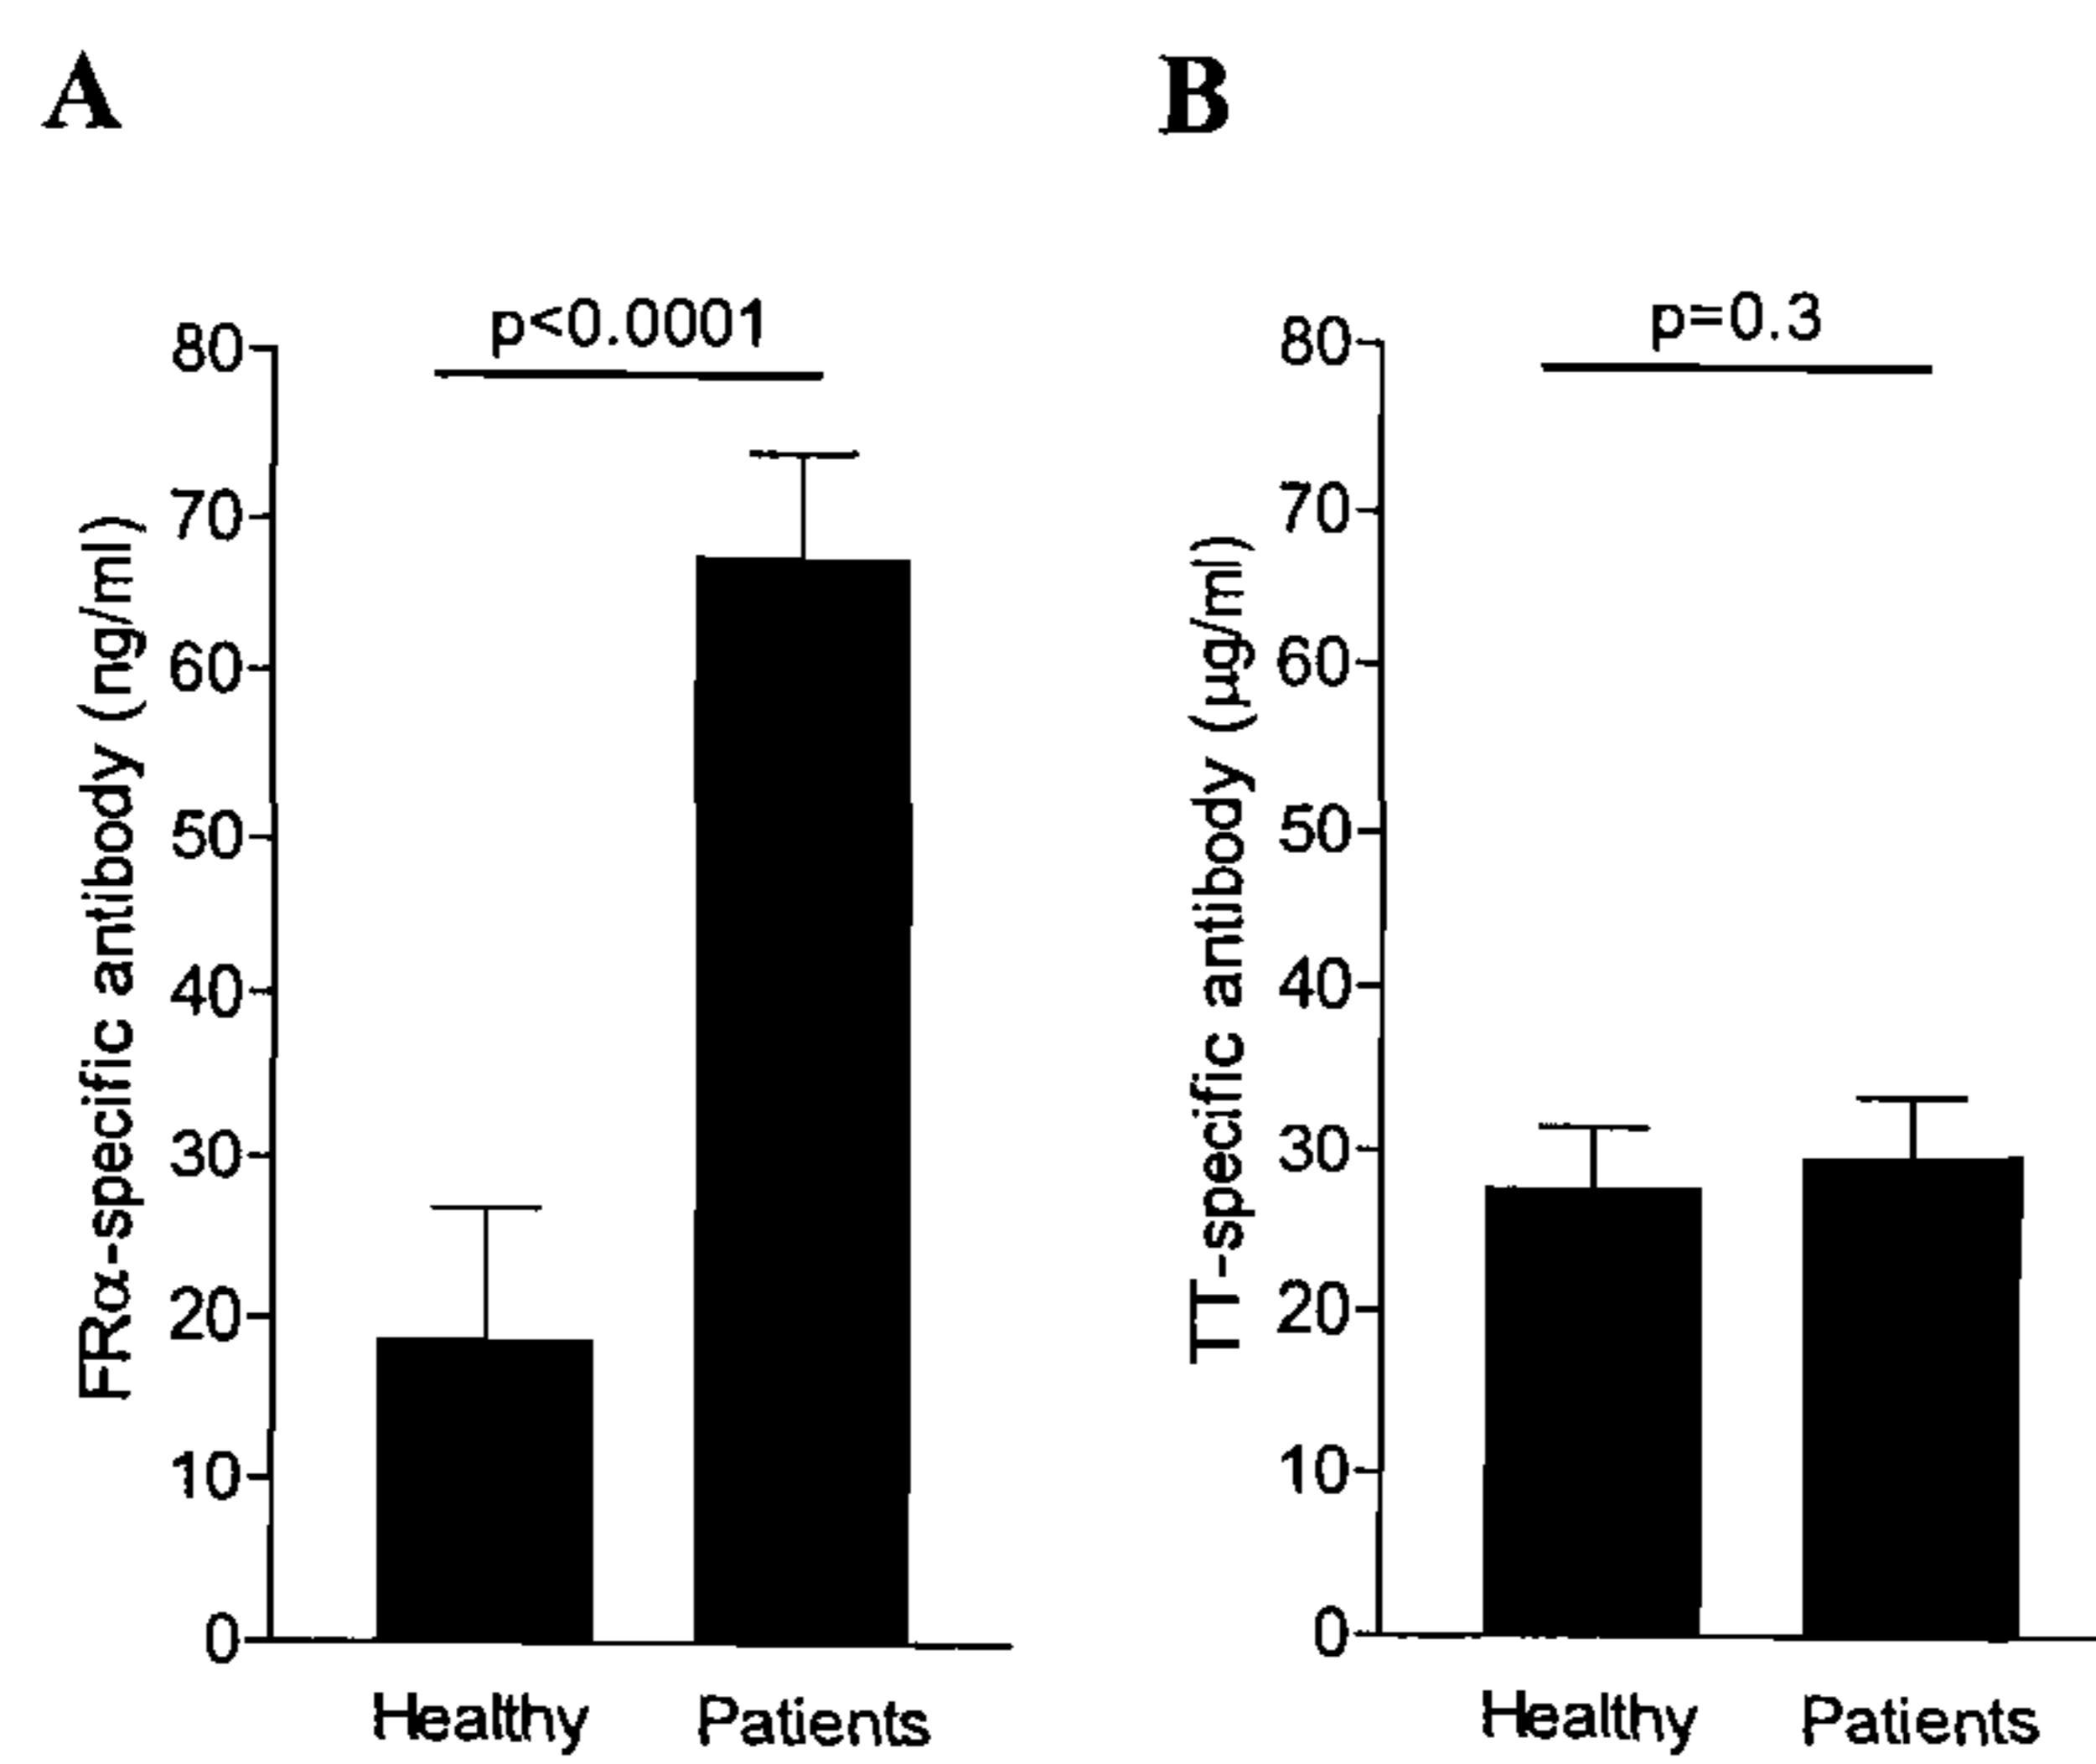 A
p<0.0001
FRα-specific antibody (ng/ml)
80
70
60
50
40
30
20
10
0
Healthy
Patients
B
p=0.3
TT-specific antibody (μg/ml)
80
70
60
50
40
30
20
10
0
Healthy
Patients